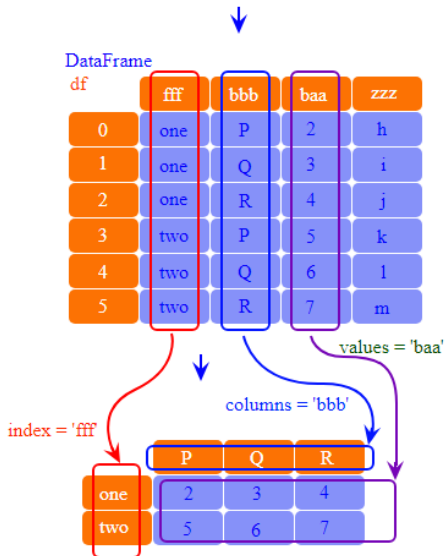 DataFrame
df
fff bbb baa zzz
0 one P 2 h
1 one Q 3 i
2 one R 4 j
3 two P 5 k
4 two Q 6 l
5 two R 7 m
values = 'baa'
columns = 'bbb'
index = 'fff'
P Q R
one 2 3 4
two 5 6 7